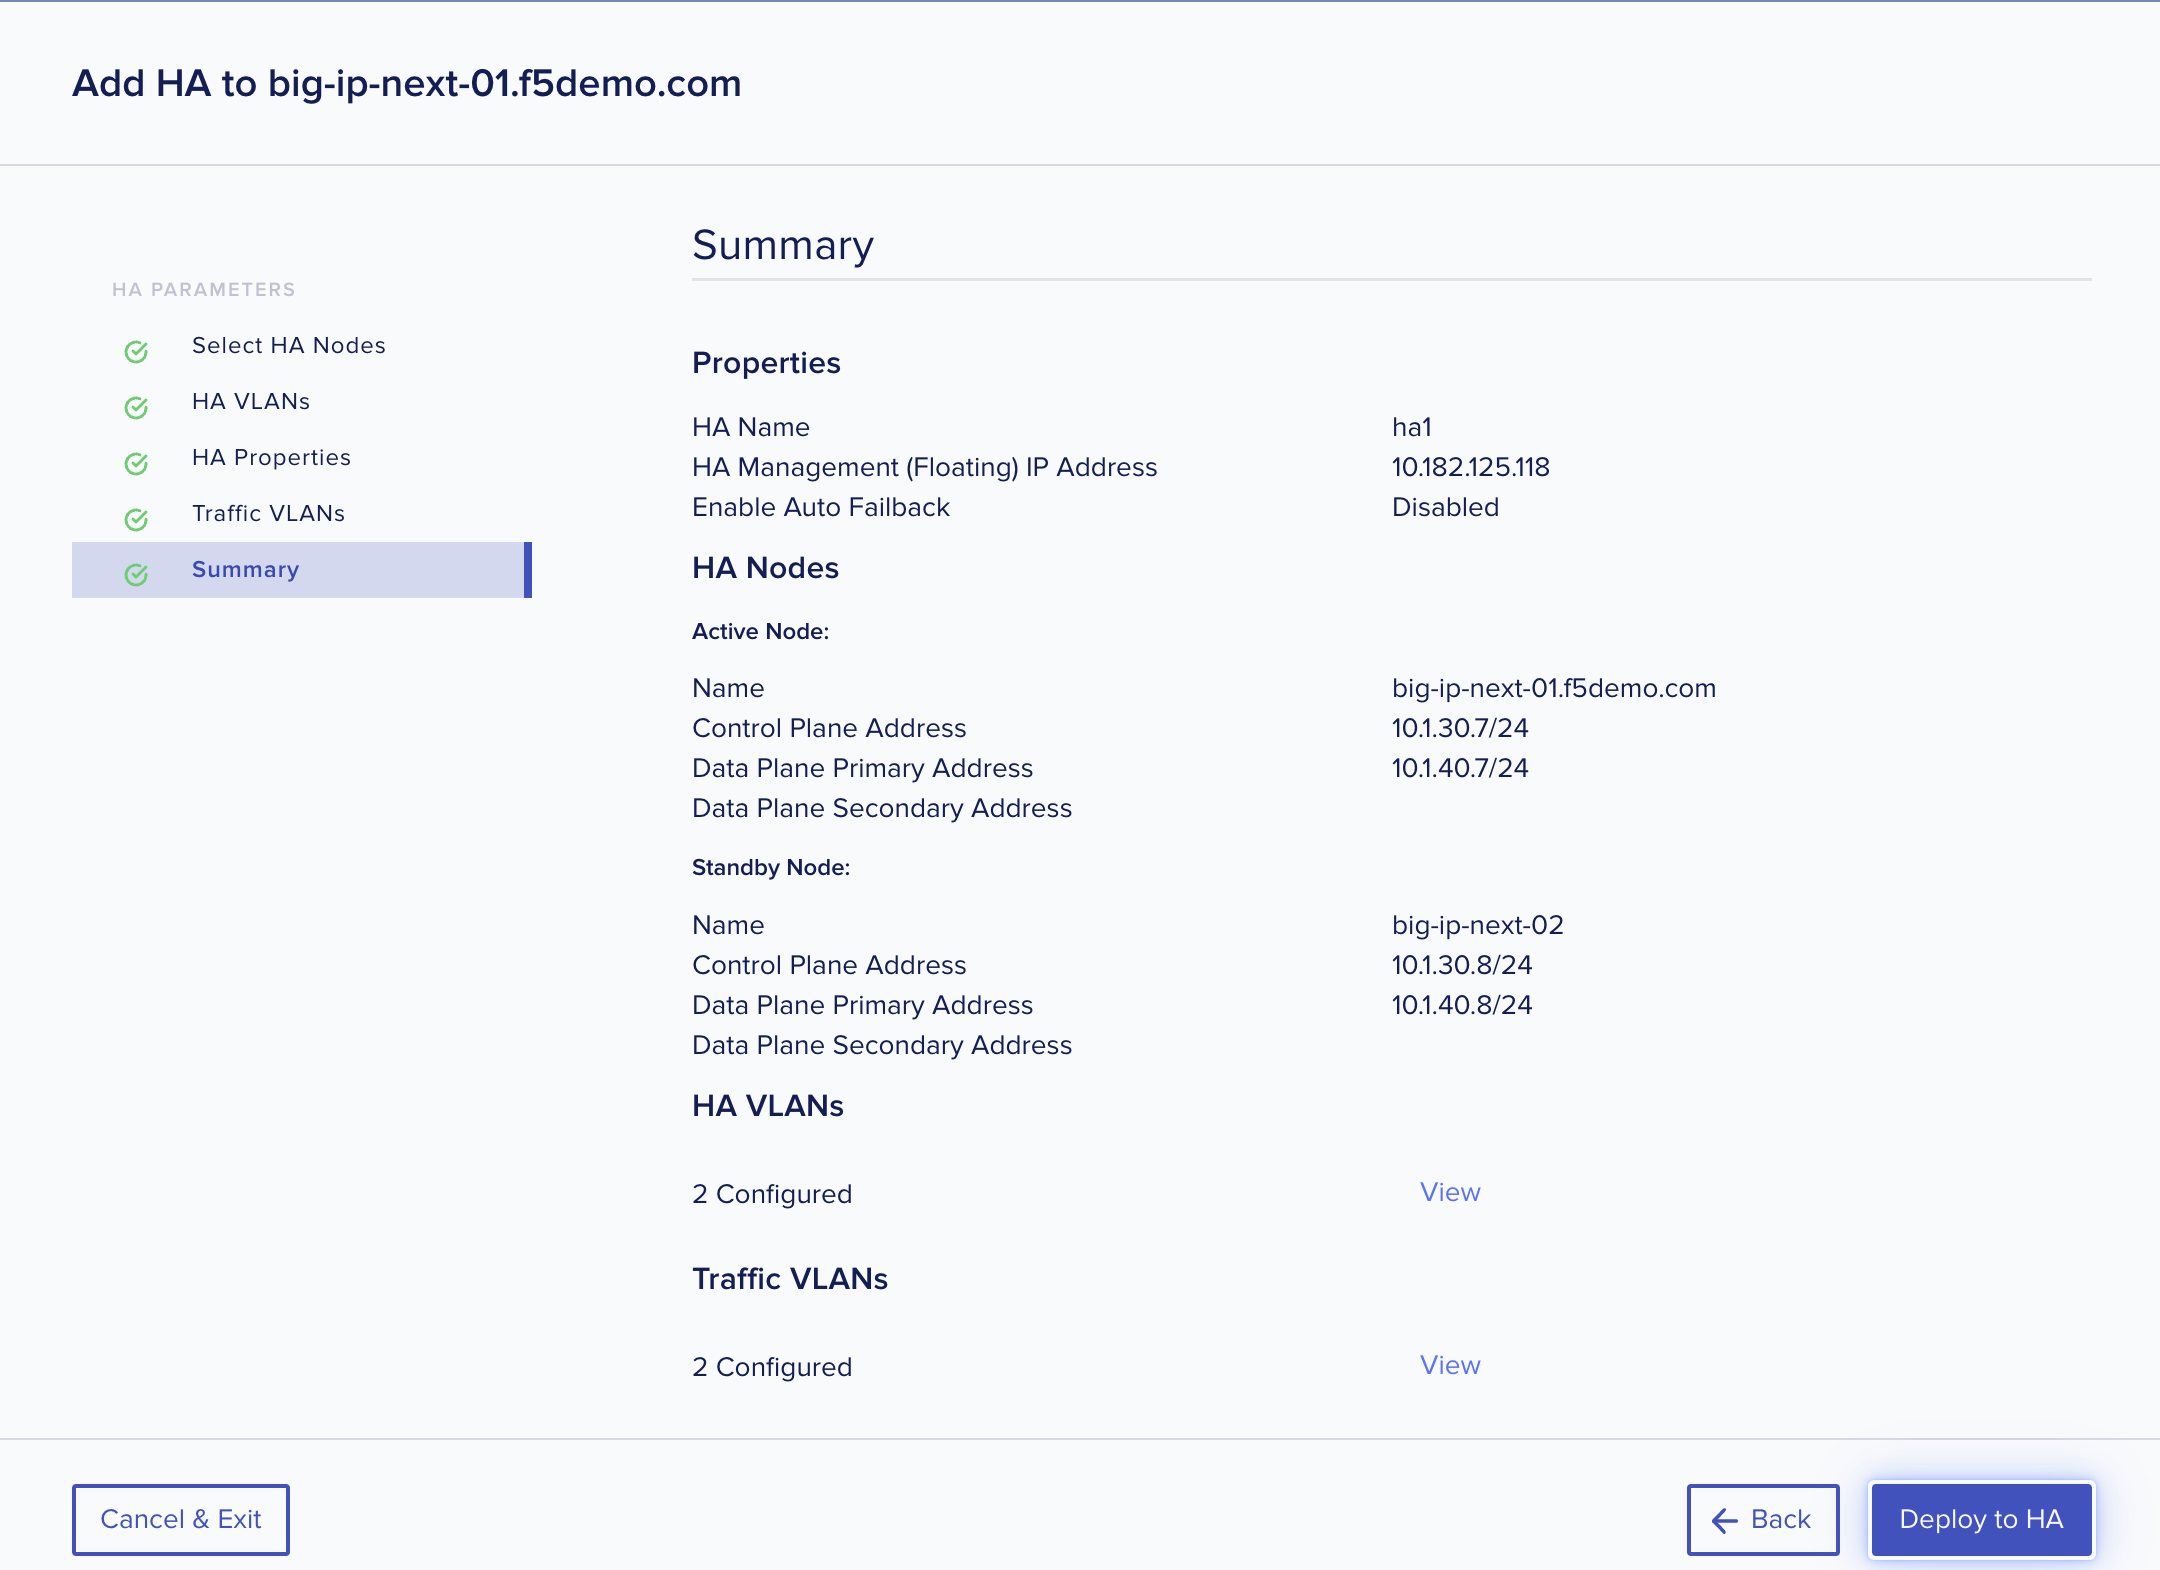 Add HA to big-ip-next-01.f5demo.com
HA PARAMETERS
Select HA Nodes
HA VLANs
HA Properties
Traffic VLANs
Summary
Summary
Properties
HA Name ha1
HA Management (Floating) IP Address 10.182.125.118
Enable Auto Failback Disabled
HA Nodes
Active Node:
Name big-ip-next-01.f5demo.com
Control Plane Address 10.1.30.7/24
Data Plane Primary Address 10.1.40.7/24
Data Plane Secondary Address
Standby Node:
Name big-ip-next-02
Control Plane Address 10.1.30.8/24
Data Plane Primary Address 10.1.40.8/24
Data Plane Secondary Address
HA VLANs
2 Configured View
Traffic VLANs
2 Configured View
Cancel & Exit Back Deploy to HA